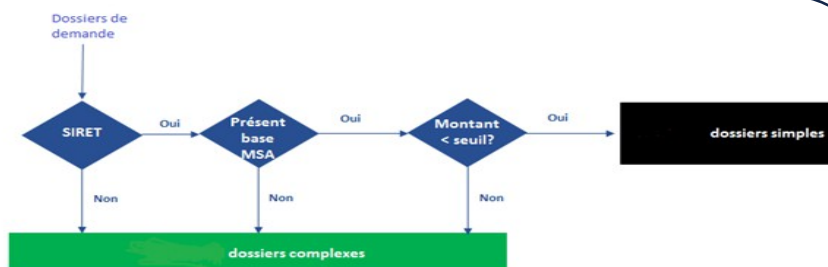 Dossiers de
demande
SIRET
Oui
Présent
base
MSA
Oui
Montant
< seuil?
Oui
dossiers simples
Non
Non
Non
dossiers complexes